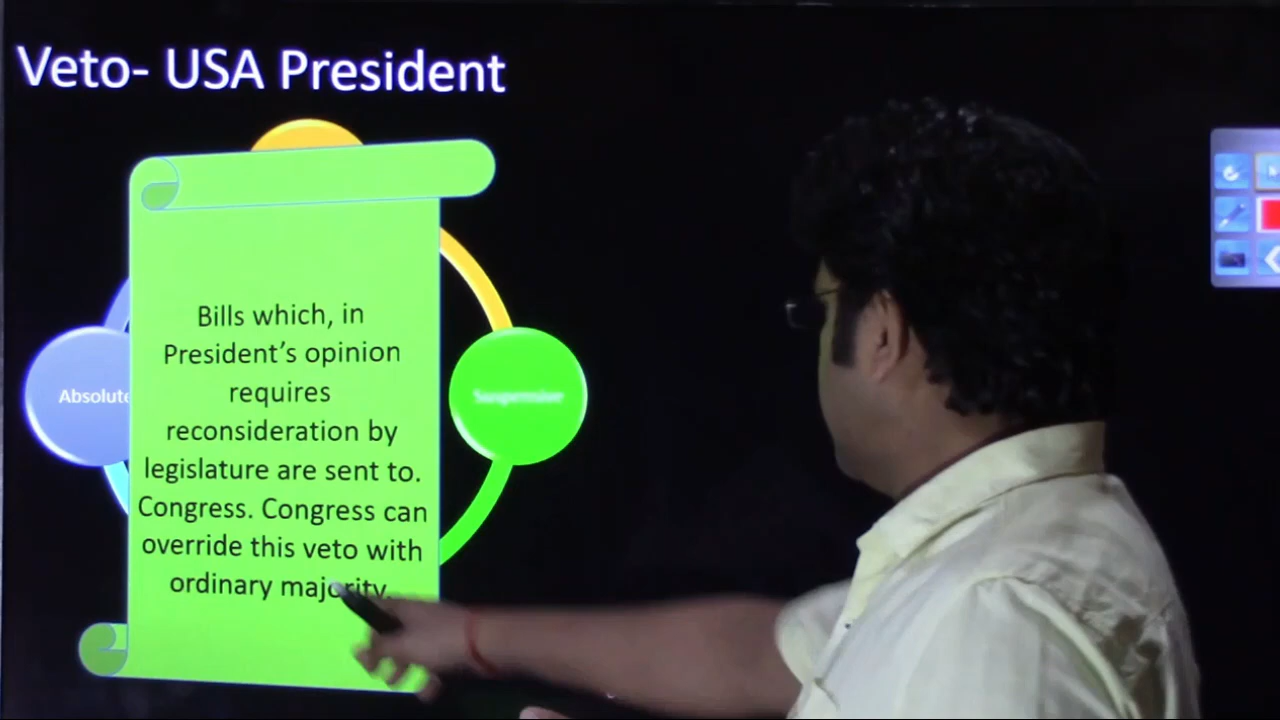 Veto- USA President
Bills which, in
President's opinion
requires
reconsideration by
legislature are sent to.
Congress. Congress can
override this veto with
ordinary majority.
Absolute
Suspensive